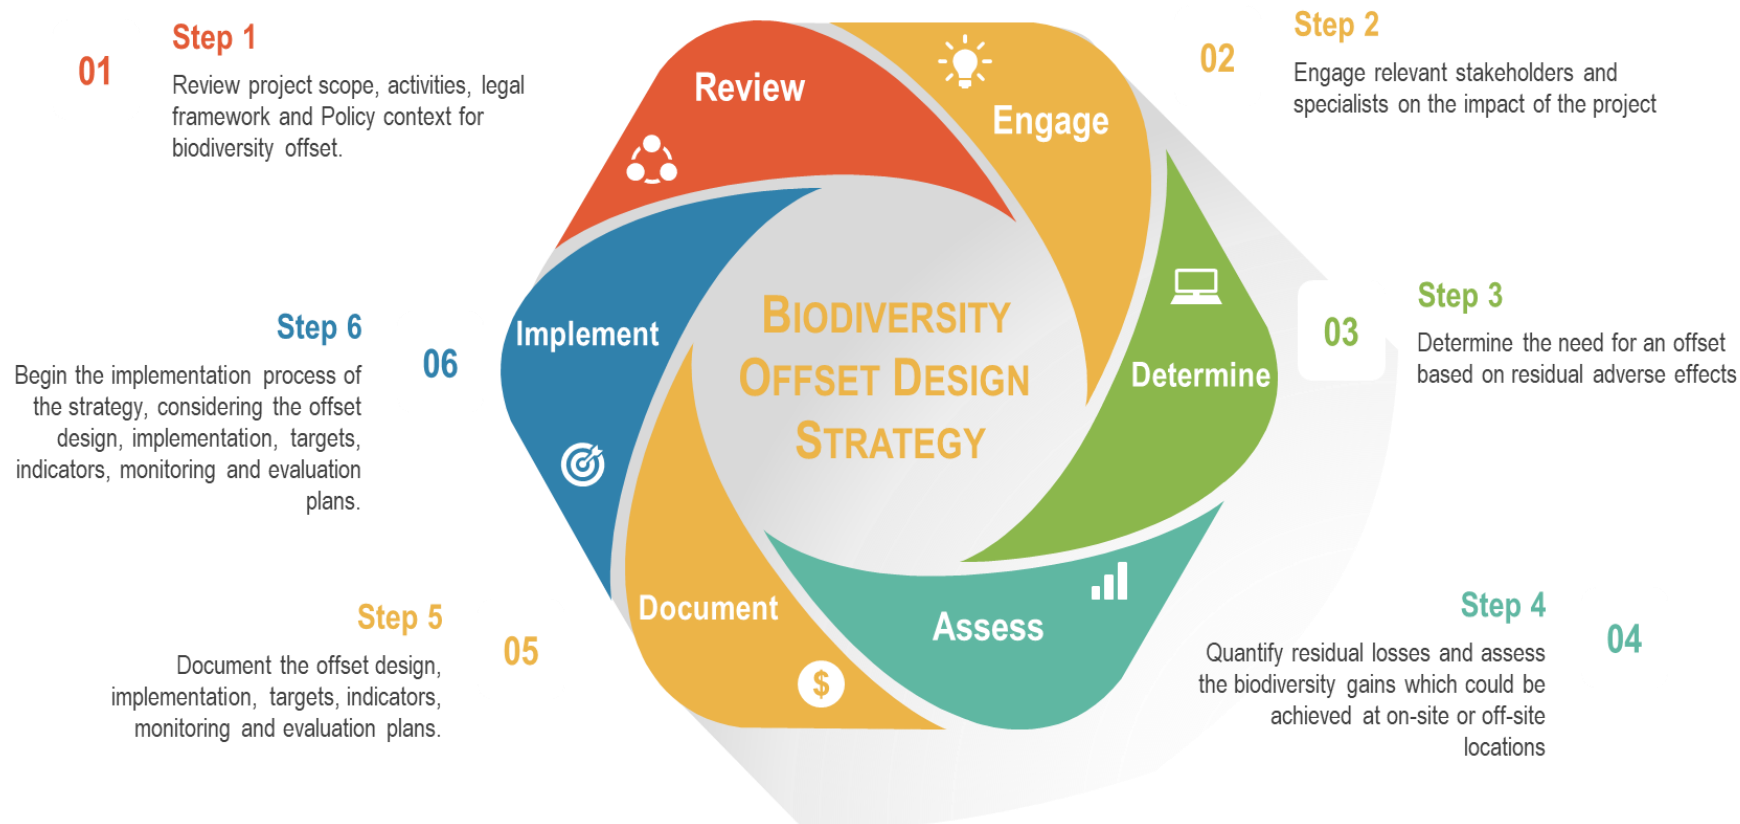 01
Step 1
Review project scope, activities, legal
framework and Policy context for
biodiversity offset.
Review
Engage
02
Step 2
Engage relevant stakeholders and
specialists on the impact of the project
Determine
03
Step 3
Determine the need for an offset
based on residual adverse effects
BIODIVERSITY
OFFSET DESIGN
STRATEGY
Implement
Step 6
06
Begin the implementation process of
the strategy, considering the offset
design, implementation, targets,
indicators, monitoring and evaluation
plans.
Document
$
Assess
Step 5
05
Document the offset design,
implementation, targets, indicators,
monitoring and evaluation plans.
Step 4
04
Quantify residual losses and assess
the biodiversity gains which could be
achieved at on-site or off-site
locations